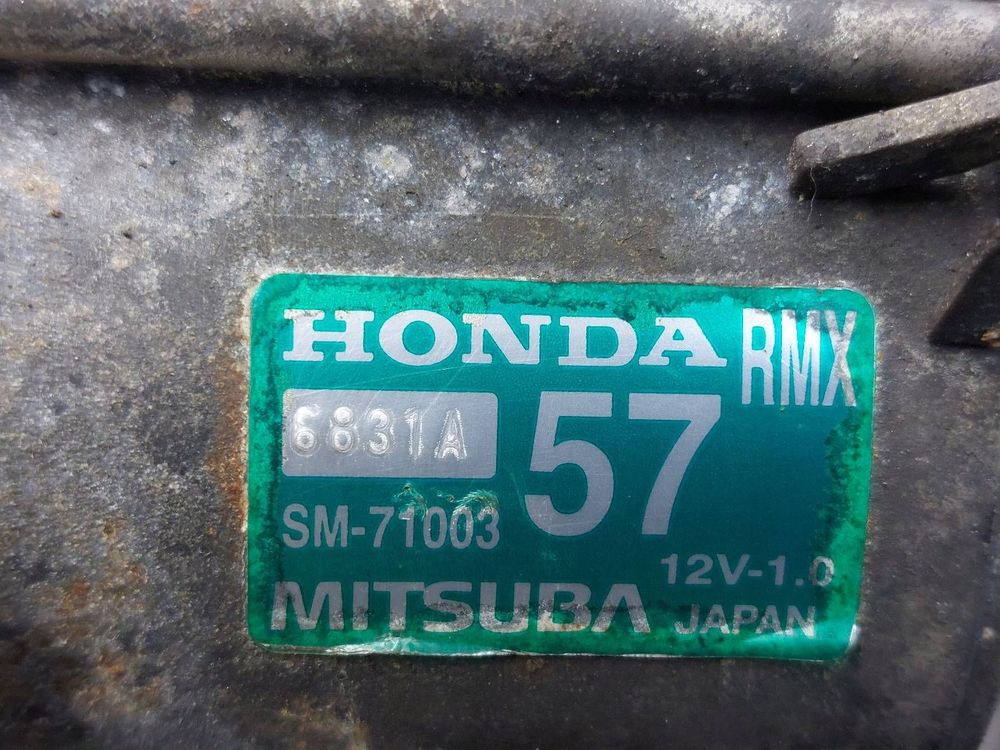 HONDA RMX
6831A 57
SM-71003
12V-1.0
MITSUBA JAPAN